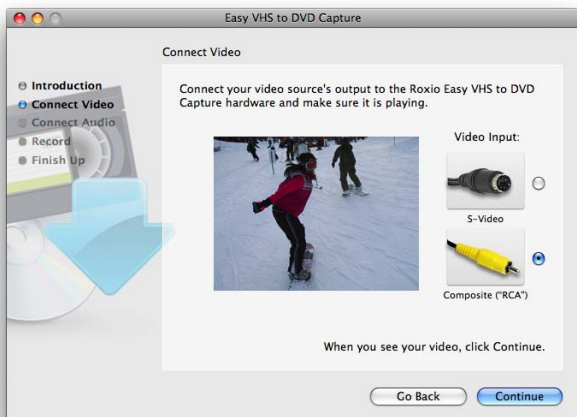 Easy VHS to DVD Capture
Connect Video
Introduction
Connect Video
Connect Audio
Record
Finish Up
Connect your video source's output to the Roxio Easy VHS to DVD
Capture hardware and make sure it is playing.
Video Input:
S-Video
Composite ("RCA")
When you see your video, click Continue.
Go Back
Continue